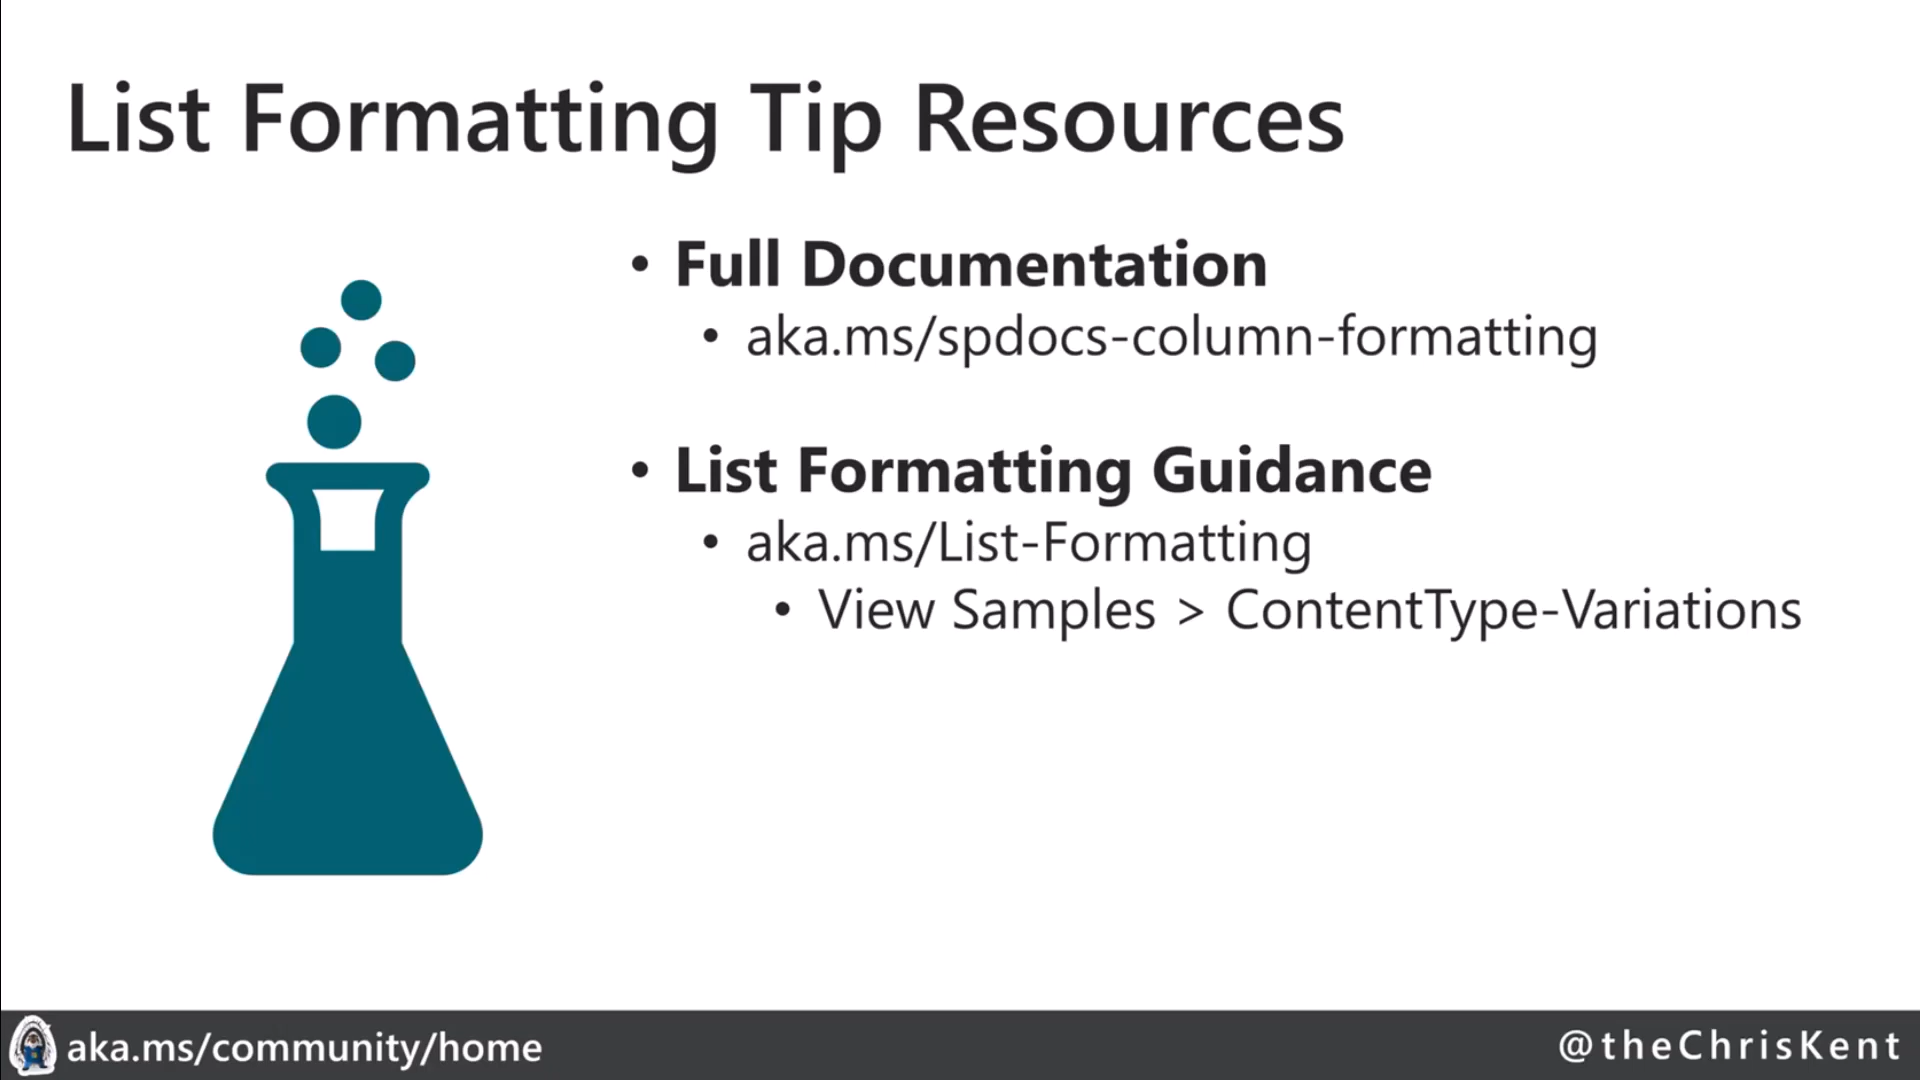 List Formatting Tip Resources
• Full Documentation
• aka.ms/spdocs-column-formatting
• List Formatting Guidance
• aka.ms/List-Formatting
• View Samples > ContentType-Variations
aka.ms/community/home
@theChrisKent